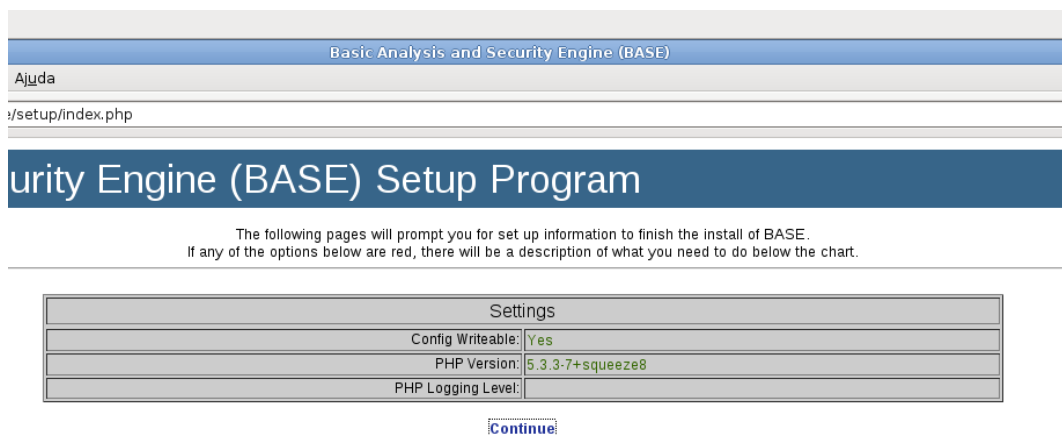 Basic Analysis and Security Engine (BASE)
Ajuda
e/setup/index.php
urity Engine (BASE) Setup Program
The following pages will prompt you for set up information to finish the install of BASE.
If any of the options below are red, there will be a description of what you need to do below the chart.
Settings
Config Writeable: Yes
PHP Version: 5.3.3-7+squeeze8
PHP Logging Level:
Continue